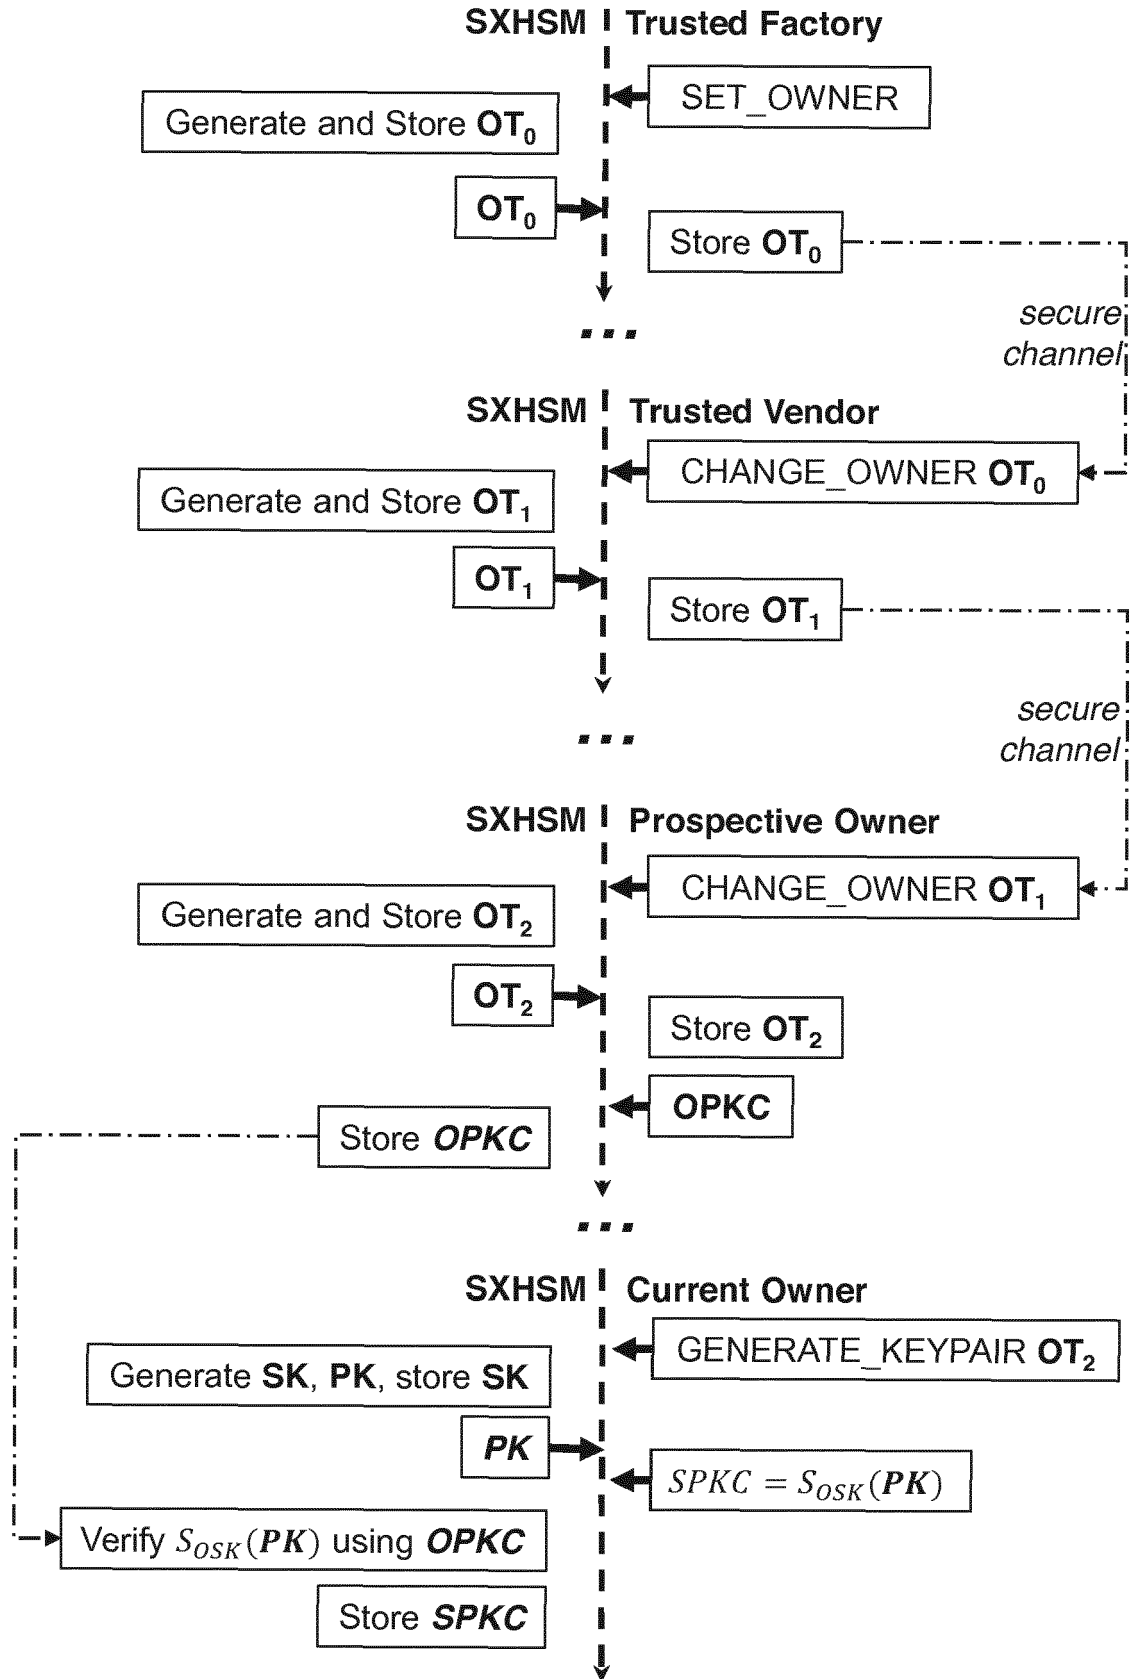 SXHSM Trusted Factory
SET_OWNER
Generate and Store OT₀
OT₀
Store OT₀
secure
channel
...
SXHSM Trusted Vendor
CHANGE_OWNER OT₀
Generate and Store OT₁
OT₁
Store OT₁
secure
channel
...
SXHSM Prospective Owner
CHANGE_OWNER OT₁
Generate and Store OT₂
OT₂
Store OT₂
OPKC
Store OPKC
...
SXHSM Current Owner
GENERATE_KEYPAIR OT₂
Generate SK, PK, store SK
PK
SPKC = S_OSK(PK)
Verify S_OSK(PK) using OPKC
Store SPKC